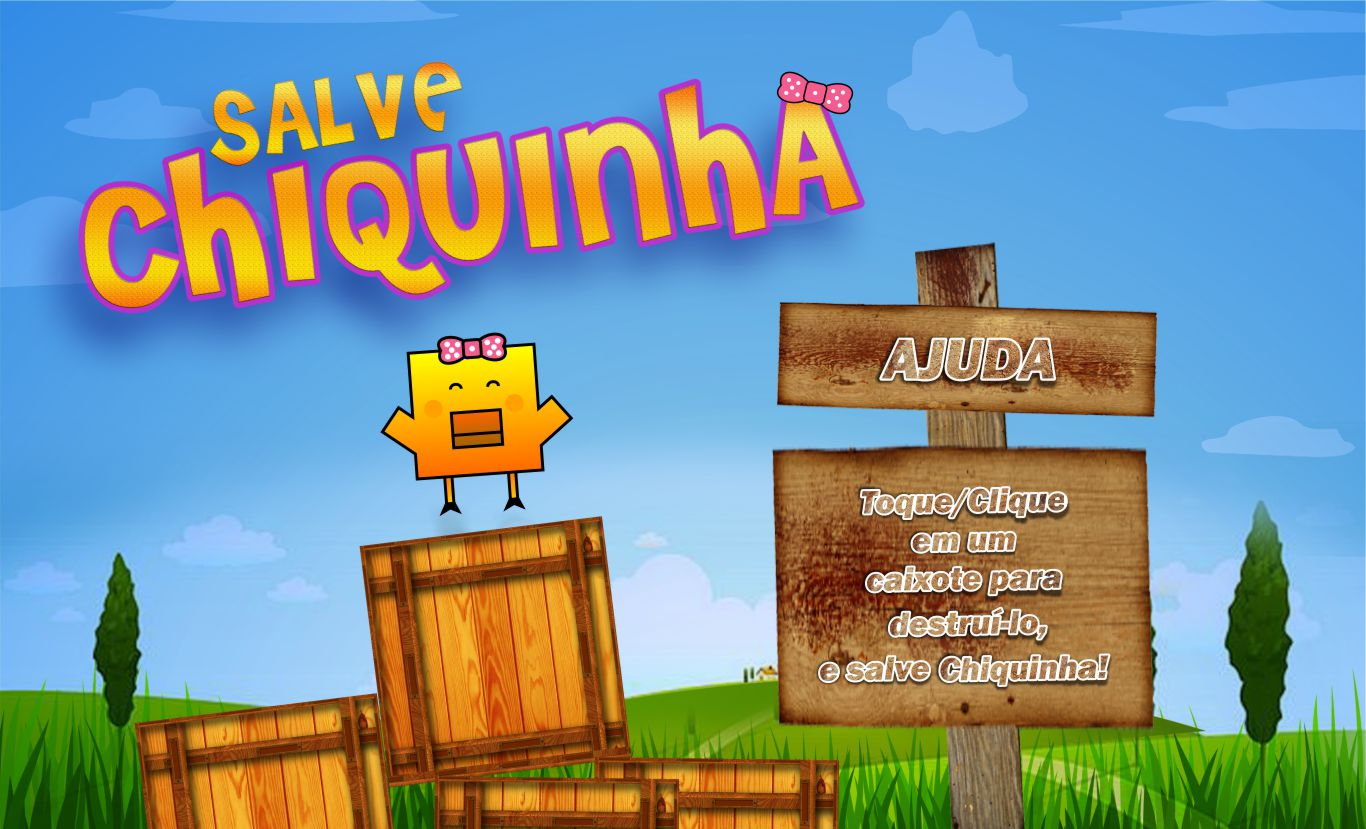 SALVe
ChIQUInhA
AJUDA
Toque/Clique
em um
caixote para
destruí-lo,
e salve Chiquinha!